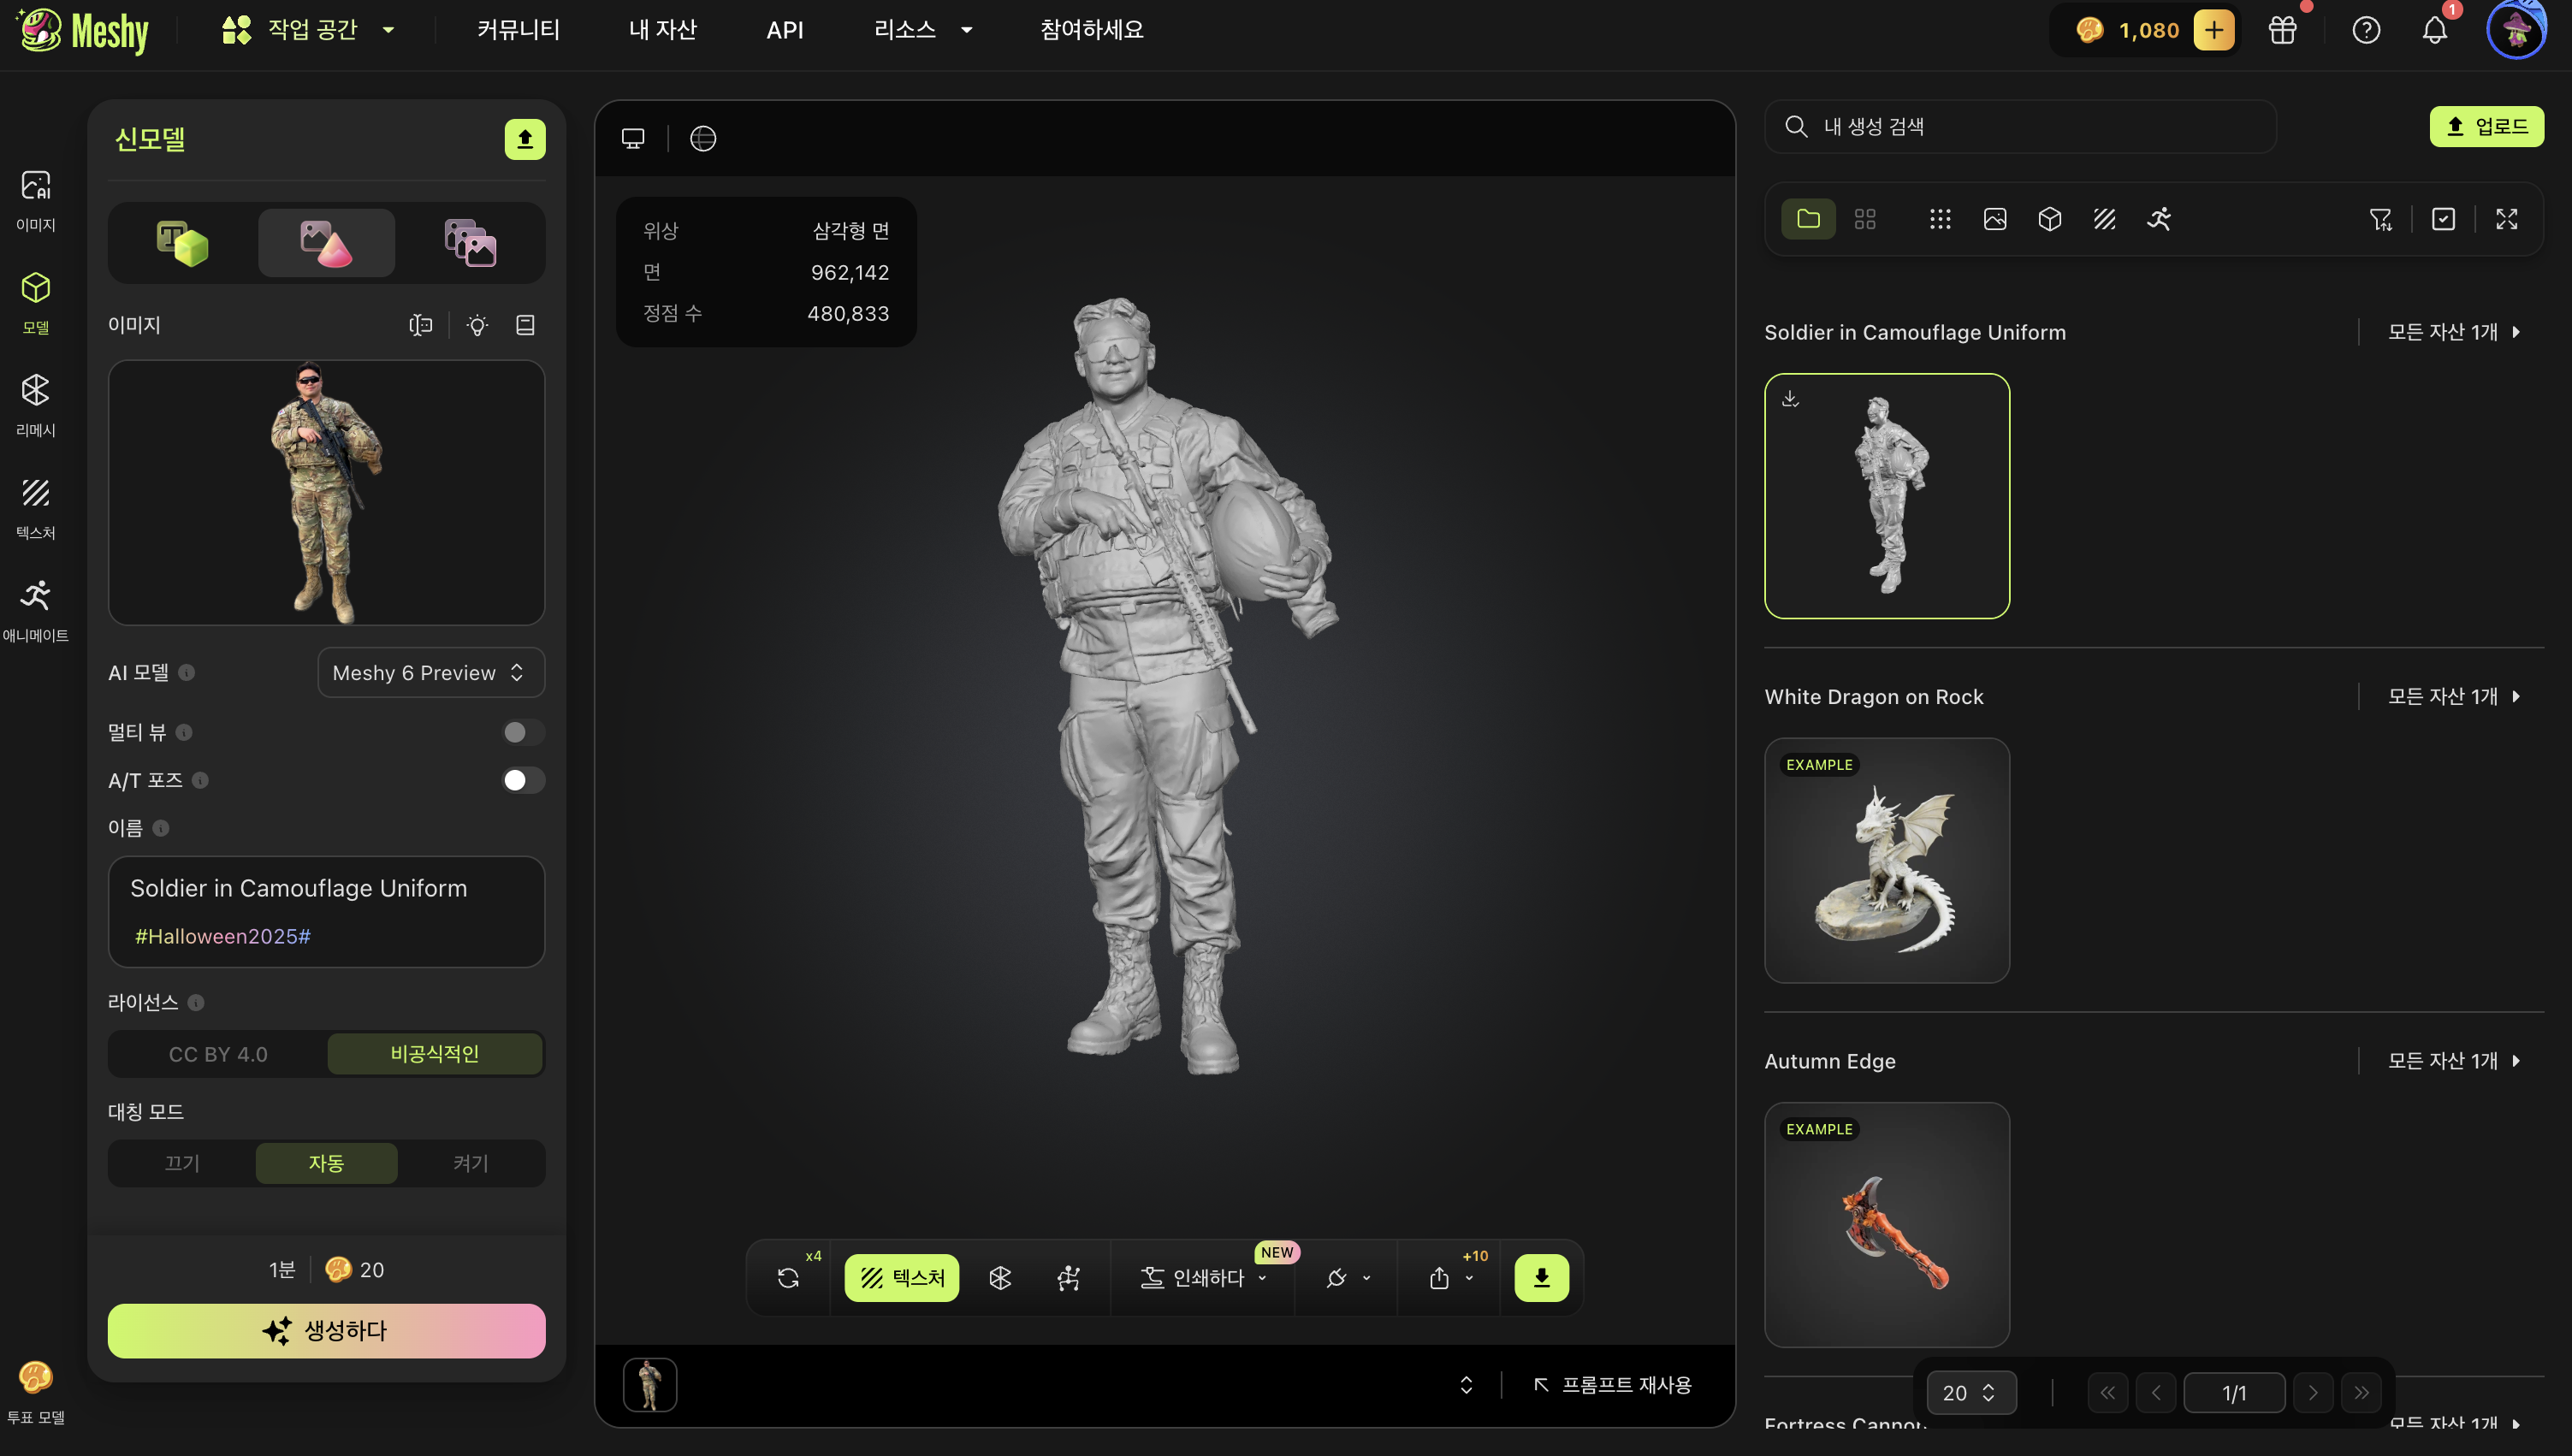 Meshy
작업 공간
커뮤니티
내 자산
API
리소스
참여하세요
1,080
1
이미지
모델
리메시
텍스처
애니메이트
투표 모델
신모델
이미지
AI 모델
Meshy 6 Preview
멀티 뷰
A/T 포즈
이름
Soldier in Camouflage Uniform
#Halloween2025#
라이선스
CC BY 4.0
비공식적인
대칭 모드
끄기
자동
켜기
1분
20
생성하다
위상 삼각형 면
면 962,142
정점 수 480,833
x4
텍스처
인쇄하다
NEW
+10
프롬프트 재사용
내 생성 검색
업로드
Soldier in Camouflage Uniform
모든 자산 1개
White Dragon on Rock
모든 자산 1개
EXAMPLE
Autumn Edge
모든 자산 1개
EXAMPLE
Fortress Cannon
모든 자산 1개
20
1/1